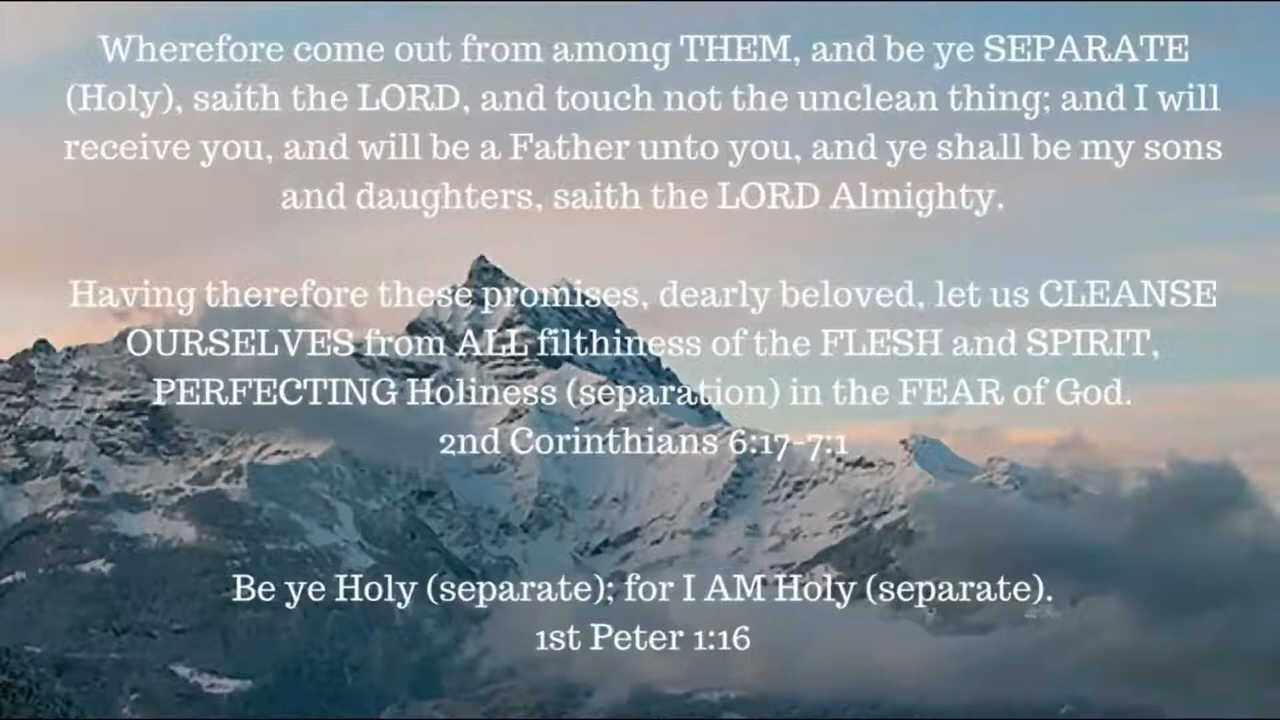 Wherefore come out from among THEM, and be ye SEPARATE
(Holy), saith the LORD, and touch not the unclean thing; and I will
receive you, and will be a Father unto you, and ye shall be my sons
and daughters, saith the LORD Almighty.
Having therefore these promises, dearly beloved, let us CLEANSE
OURSELVES from ALL filthiness of the FLESH and SPIRIT,
PERFECTING Holiness (separation) in the FEAR of God.
2nd Corinthians 6:17-7:1
Be ye Holy (separate); for I AM Holy (separate).
1st Peter 1:16